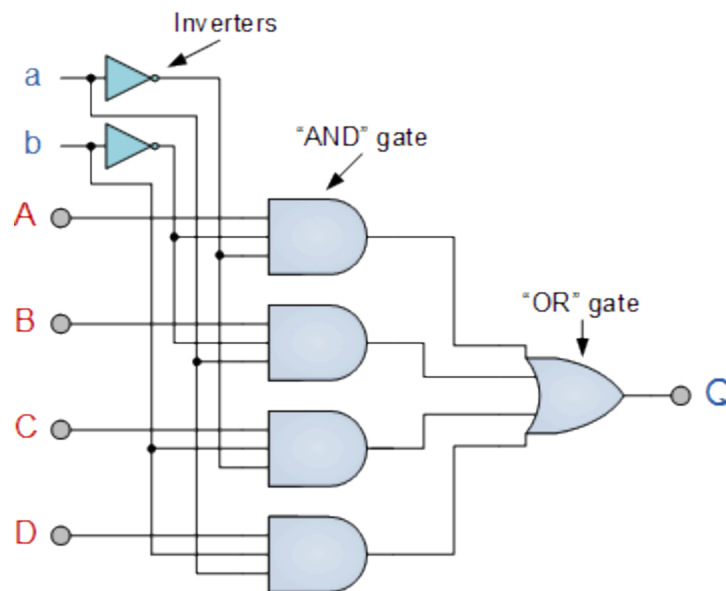 Inverters
a
b
“AND” gate
A
B
“OR” gate
Q
C
D